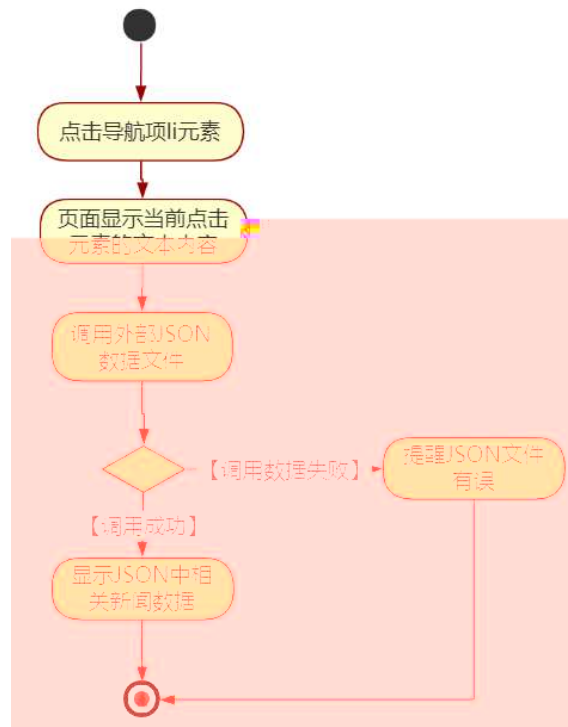 点击导航项li元素
页面显示当前点击
元素的文本内容
调用外部JSON
数据文件
【调用数据失败】
提醒JSON文件
有误
【调用成功】
显示JSON中相
关新闻数据